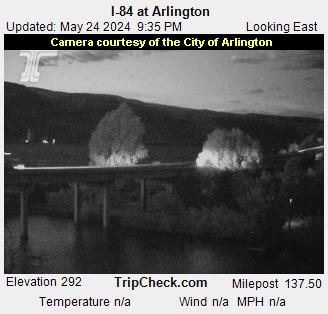 I-84 at Arlington
Updated: May 24 2024 9:35 PM Looking East
Camera courtesy of the City of Arlington
Elevation 292 TripCheck.com Milepost 137.50
Temperature n/a Wind n/a MPH n/a